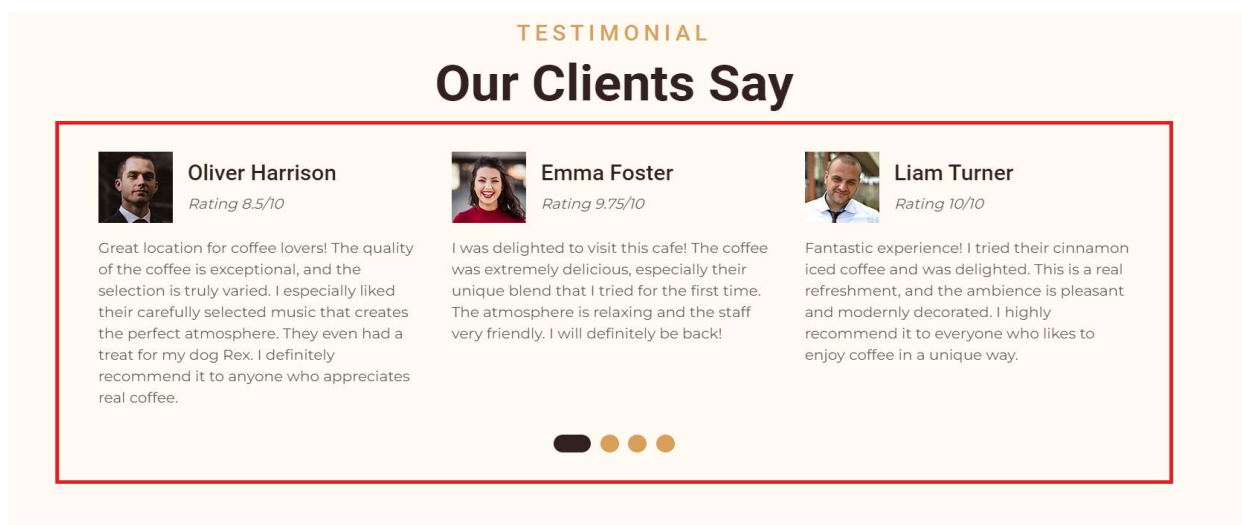 TESTIMONIAL
Our Clients Say
Oliver Harrison
Rating 8.5/10
Great location for coffee lovers! The quality
of the coffee is exceptional, and the
selection is truly varied. I especially liked
their carefully selected music that creates
the perfect atmosphere. They even had a
treat for my dog Rex. I definitely
recommend it to anyone who appreciates
real coffee.
Emma Foster
Rating 9.75/10
I was delighted to visit this cafe! The coffee
was extremely delicious, especially their
unique blend that I tried for the first time.
The atmosphere is relaxing and the staff
very friendly. I will definitely be back!
Liam Turner
Rating 10/10
Fantastic experience! I tried their cinnamon
iced coffee and was delighted. This is a real
refreshment, and the ambience is pleasant
and modernly decorated. I highly
recommend it to everyone who likes to
enjoy coffee in a unique way.